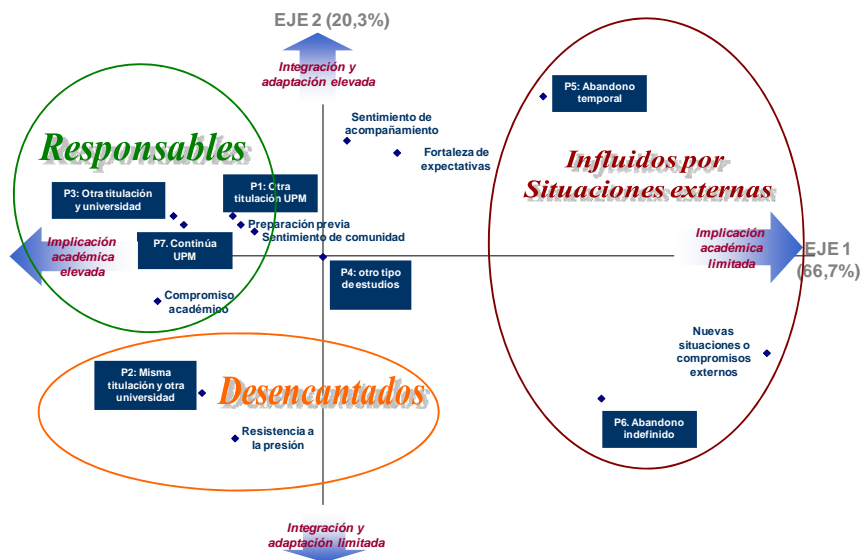 EJE 2 (20,3%)
Integración y
adaptación elevada
P5: Abandono
temporal
Sentimiento de
acompañamiento
Fortaleza de
expectativas
Responsables
Influidos por
Situaciones externas
P3: Otra titulación
y universidad
P1: Otra
titulación UPM
Preparación previa
Sentimiento de comunidad
Implicación
académica
elevada
P7. Continúa
UPM
Implicación
académica
limitada
EJE 1
(66,7%)
P4: otro tipo
de estudios
Compromiso
académico
Nuevas
situaciones o
compromisos
externos
P2: Misma
titulación y otra
universidad
Desencantados
P6. Abandono
indefinido
Resistencia a
la presión
Integración y
adaptación limitada